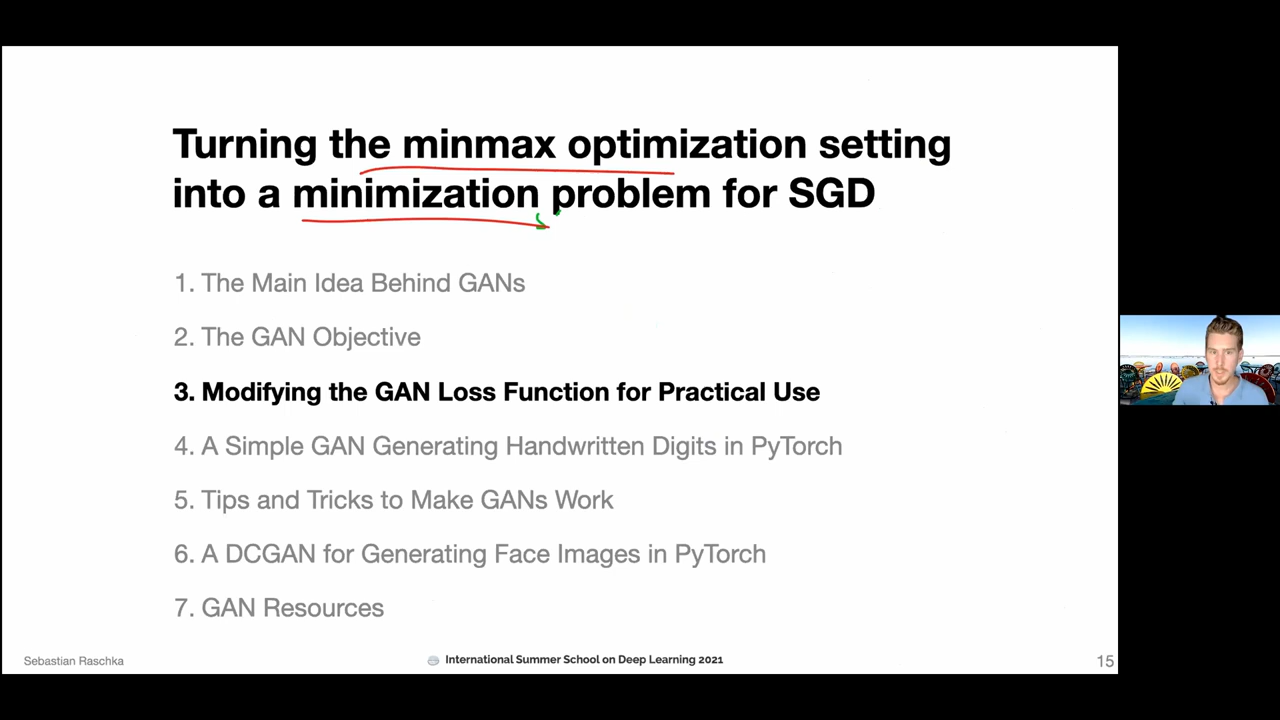 Turning the minmax optimization setting
into a minimization problem for SGD
1. The Main Idea Behind GANs
2. The GAN Objective
3. Modifying the GAN Loss Function for Practical Use
4. A Simple GAN Generating Handwritten Digits in PyTorch
5. Tips and Tricks to Make GANs Work
6. A DCGAN for Generating Face Images in PyTorch
7. GAN Resources
Sebastian Raschka
International Summer School on Deep Learning 2021
15